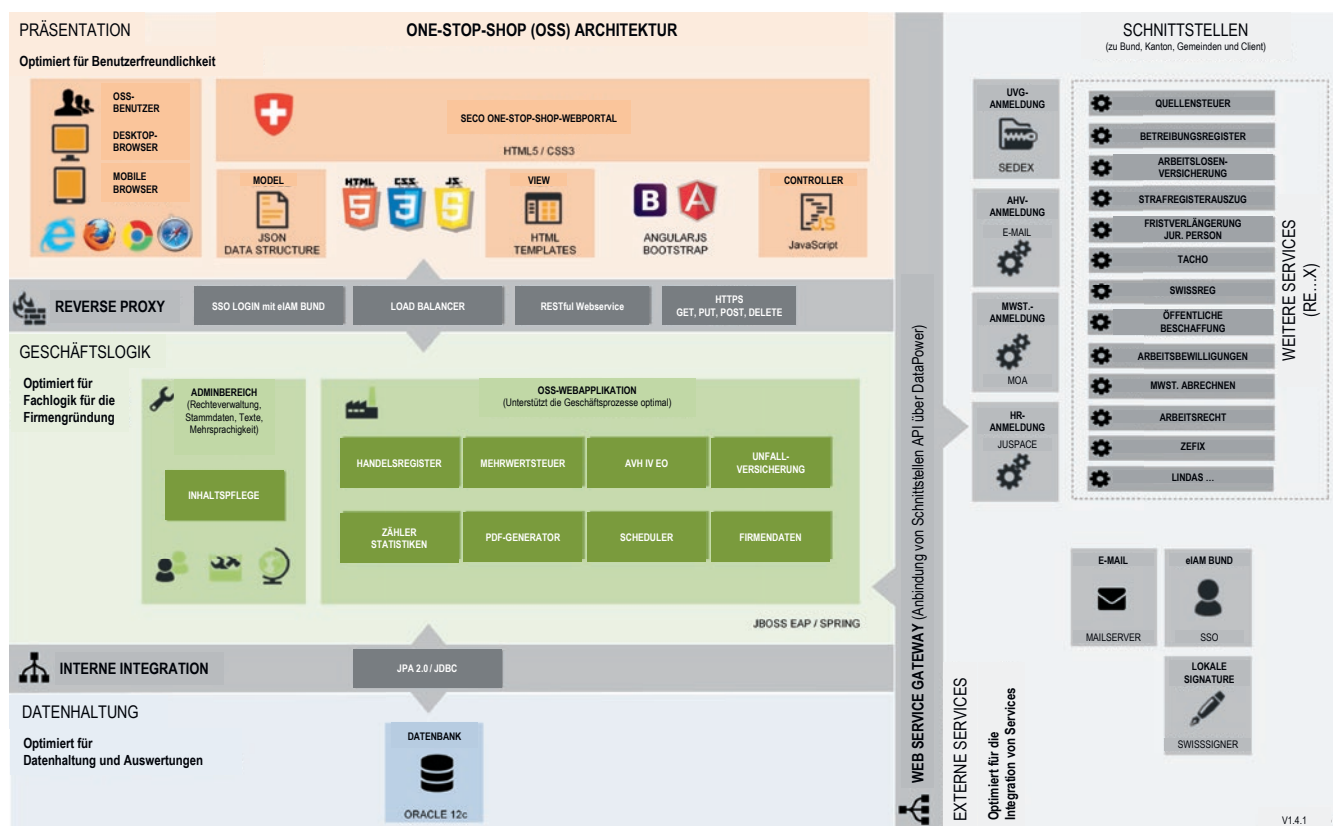 PRÄSENTATION
ONE-STOP-SHOP (OSS) ARCHITEKTUR
Optimiert für Benutzerfreundlichkeit
OSS-
BENUTZER
DESKTOP-
BROWSER
MOBILE
BROWSER
SECO ONE-STOP-SHOP-WEBPORTAL
HTML5 / CSS3
MODEL
JSON
DATA STRUCTURE
HTML
5
CSS
3
JS
S
VIEW
HTML
TEMPLATES
B
A
ANGULARJS
BOOTSTRAP
CONTROLLER
JS
JavaScript
REVERSE PROXY
SSO LOGIN mit eIAM BUND
LOAD BALANCER
RESTful Webservice
HTTPS
GET, PUT, POST, DELETE
GESCHÄFTSLOGIK
Optimiert für
Fachlogik für die
Firmengründung
ADMINBEREICH
(Rechteverwaltung,
Stammdaten, Texte,
Mehrsprachigkeit)
INHALTSPFLEGE
OSS-WEBAPPLIKATION
(Unterstützt die Geschäftsprozesse optimal)
HANDELSREGISTER
MEHRWERTSTEUER
AVH IV EO
UNFALL-
VERSICHERUNG
ZÄHLER
STATISTIKEN
PDF-GENERATOR
SCHEDULER
FIRMENDATEN
JBOSS EAP / SPRING
INTERNE INTEGRATION
JPA 2.0 / JDBC
DATENHALTUNG
Optimiert für
Datenhaltung und Auswertungen
DATENBANK
ORACLE 12c
WEB SERVICE GATEWAY (Anbindung von Schnittstellen API über DataPower)
SCHNITTSTELLEN
(zu Bund, Kanton, Gemeinden und Client)
UVG-
ANMELDUNG
SEDEX
AHV-
ANMELDUNG
E-MAIL
MWST.-
ANMELDUNG
MOA
HR-
ANMELDUNG
JUSPACE
QUELLENSTEUER
BETREIBUNGSREGISTER
ARBEITSLOSEN-
VERSICHERUNG
STRAFREGISTERAUSZUG
FRISTVERLÄNGERUNG
JUR. PERSON
TACHO
SWISSREG
ÖFFENTLICHE
BESCHAFFUNG
ARBEITSBEWILLIGUNGEN
MWST. ABRECHNEN
ARBEITSRECHT
ZEFIX
LINDAS ...
WEITERE SERVICES
(RE...X)
E-MAIL
MAILSERVER
eIAM BUND
SSO
LOKALE
SIGNATURE
SWISSSIGNER
EXTERNE SERVICES
Optimiert für die
Integration von Services
V1.4.1